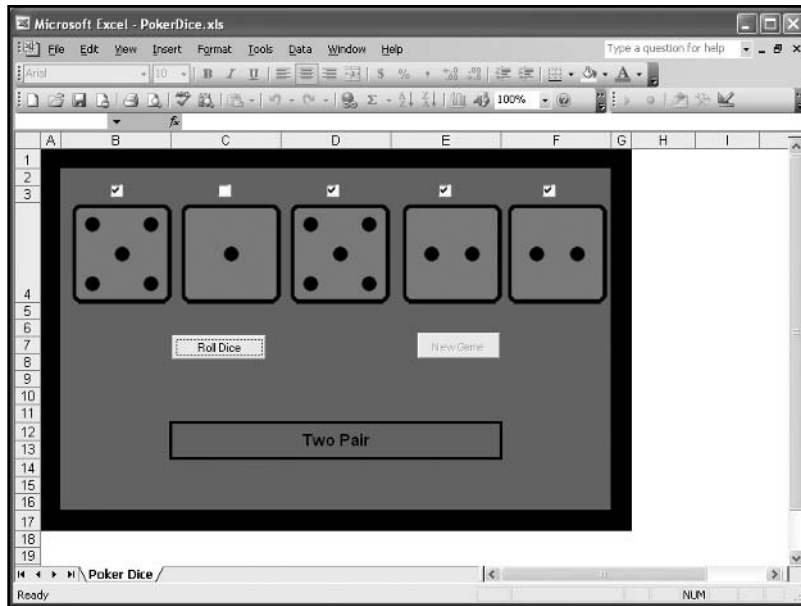 Microsoft Excel - PokerDice.xls
File Edit View Insert Format Tools Data Window Help Type a question for help
Arial 10 B I U $ % ,
Σ 100%
fx
A B C D E F G H I
1
2
3
4
5
6
7
8
9
10
11
12
13
14
15
16
17
18
19
Roll Dice New Game
Two Pair
Poker Dice
Ready NUM